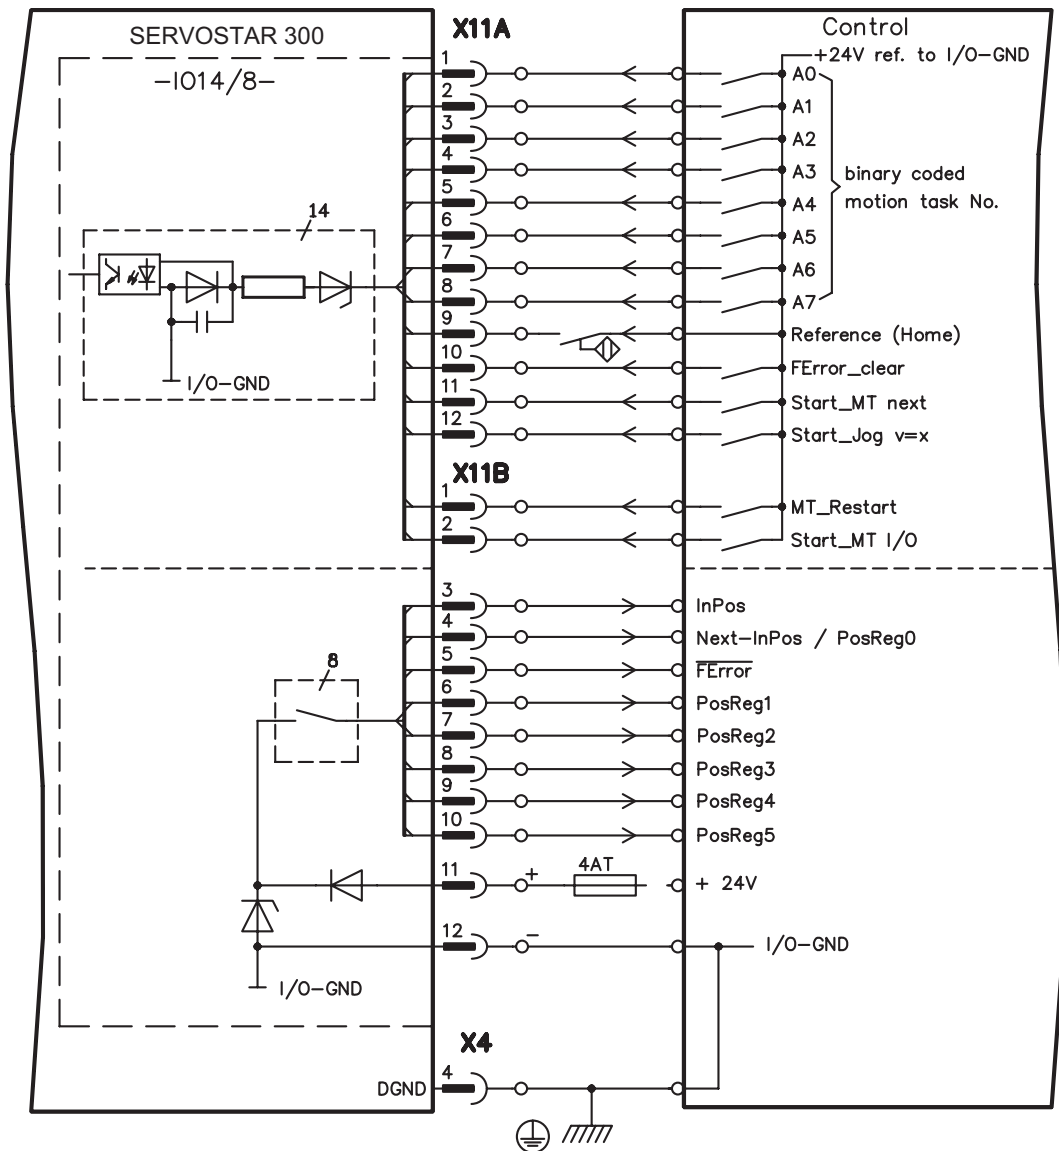 SERVOSTAR 300
X11A
Control
-I014/8-
+24V ref. to I/O-GND
1
A0
2
A1
3
A2
4
A3
binary coded
motion task No.
5
A4
6
A5
14
7
A6
8
A7
9
Reference (Home)
10
FError_clear
I/O-GND
11
Start_MT next
12
Start_Jog v=x
X11B
1
MT_Restart
2
Start_MT I/O
3
InPos
4
Next-InPos / PosReg0
5
FError
8
6
PosReg1
7
PosReg2
8
PosReg3
9
PosReg4
10
PosReg5
11
+
4AT
+ 24V
12
-
I/O-GND
I/O-GND
X4
DGND
4